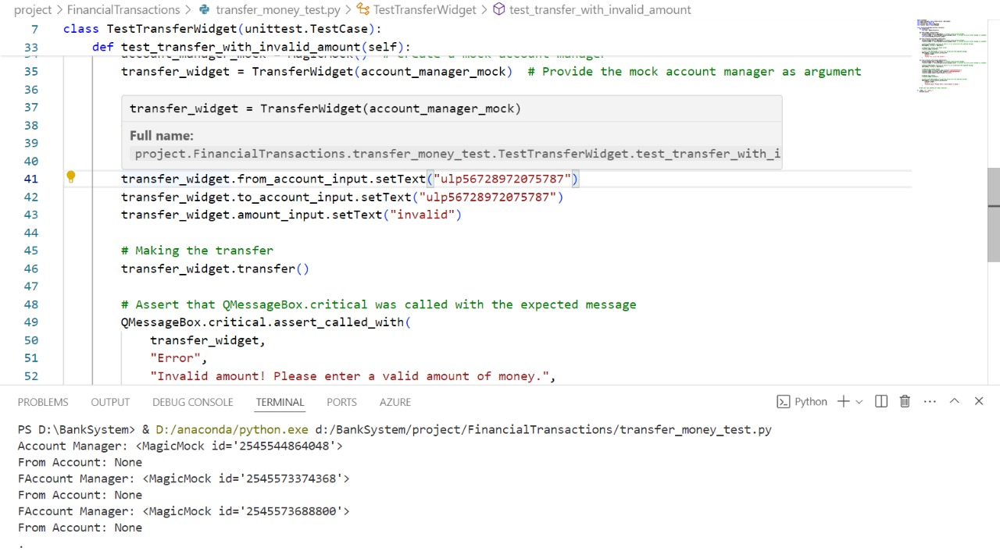 project > FinancialTransactions > transfer_money_test.py > TestTransferWidget > test_transfer_with_invalid_amount
7 class TestTransferWidget(unittest.TestCase):
33 def test_transfer_with_invalid_amount(self):
34 account_manager_mock = MagicMock() # Create a mock account manager
35 transfer_widget = TransferWidget(account_manager_mock) # Provide the mock account manager as argument
36
37
transfer_widget = TransferWidget(account_manager_mock)
38
Full name:
39
project.FinancialTransactions.transfer_money_test.TestTransferWidget.test_transfer_with_i
40
41 transfer_widget.from_account_input.setText("ulp56728972075787")
42 transfer_widget.to_account_input.setText("ulp56728972075787")
43 transfer_widget.amount_input.setText("invalid")
44
45 # Making the transfer
46 transfer_widget.transfer()
47
48 # Assert that QMessageBox.critical was called with the expected message
49 QMessageBox.critical.assert_called_with(
50 transfer_widget,
51 "Error",
52 "Invalid amount! Please enter a valid amount of money.",
PROBLEMS OUTPUT DEBUG CONSOLE TERMINAL PORTS AZURE Python
PS D:\BankSystem> & D:/anaconda/python.exe d:/BankSystem/project/FinancialTransactions/transfer_money_test.py
Account Manager: <MagicMock id='2545544864048'>
From Account: None
FAccount Manager: <MagicMock id='2545573374368'>
From Account: None
FAccount Manager: <MagicMock id='2545573688800'>
From Account: None
.